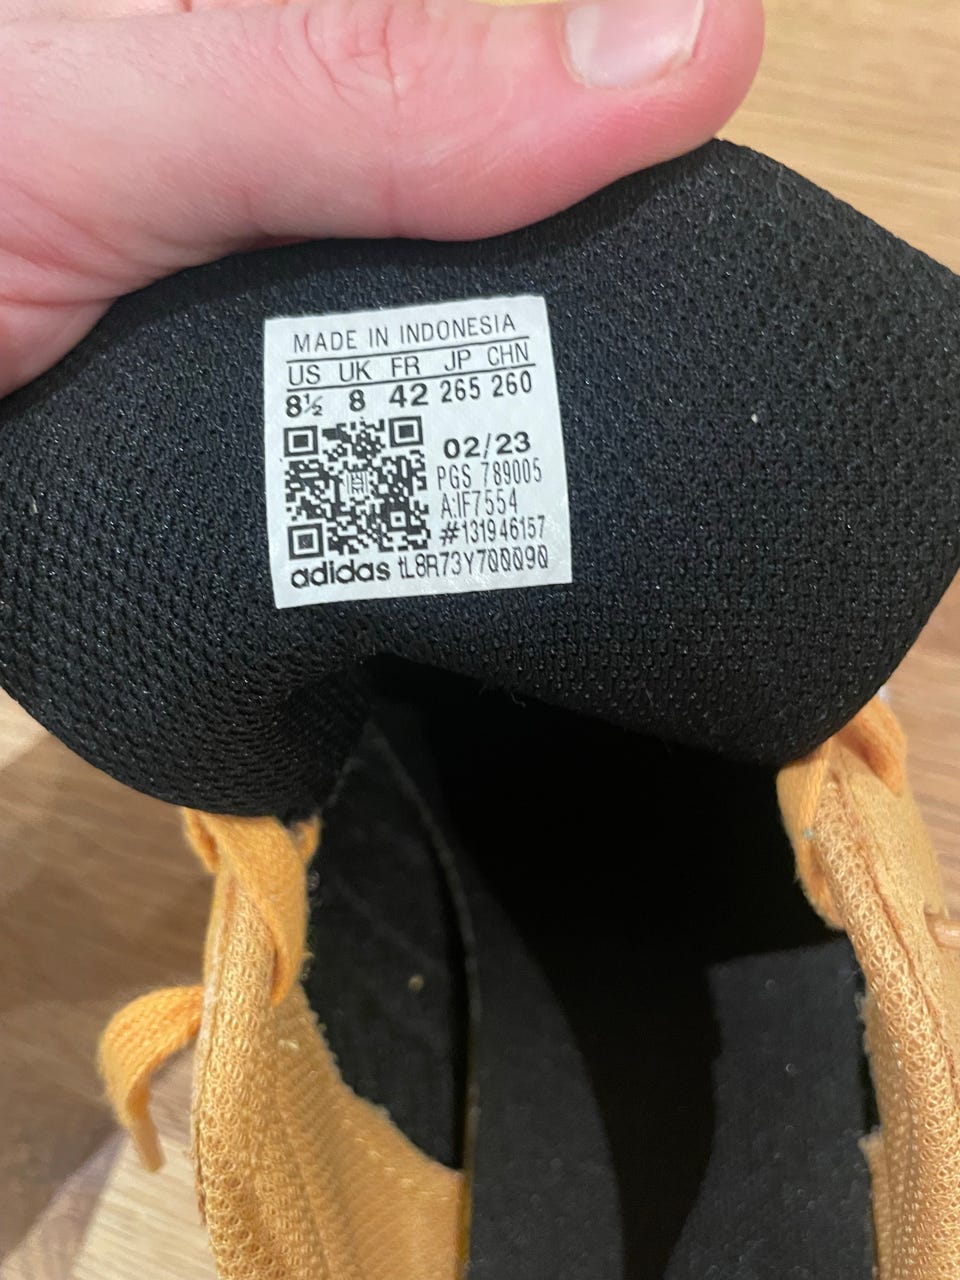 MADE IN INDONESIA
US UK FR JP CHN
8½ 8 42 265 260
02/23
PGS 789005
A:IF7554
#131946157
adidas tL8R73Y700090